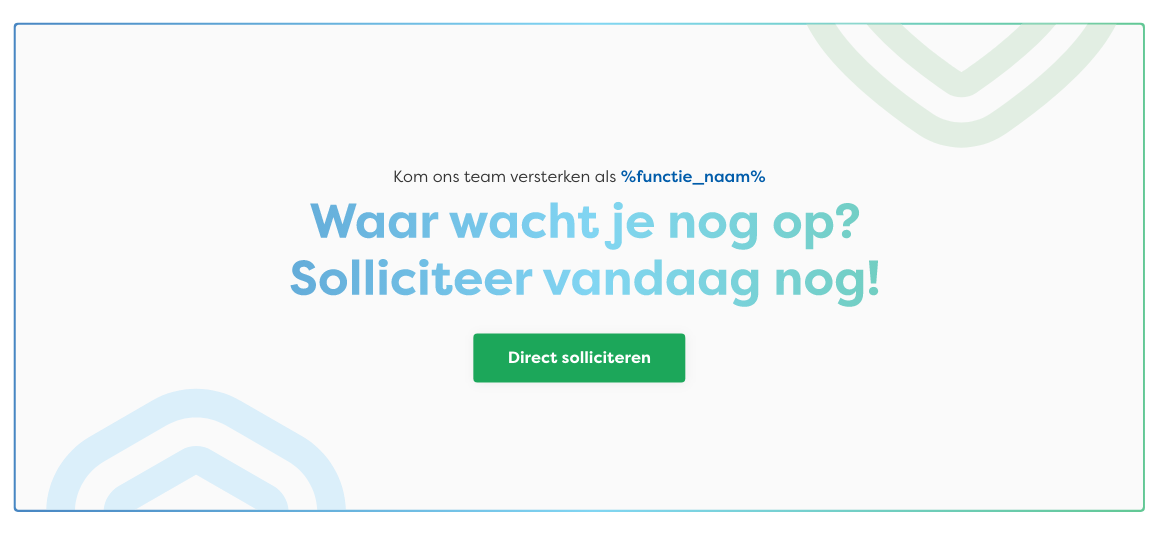 Kom ons team versterken als %functie_naam%
Waar wacht je nog op?
Solliciteer vandaag nog!
Direct solliciteren